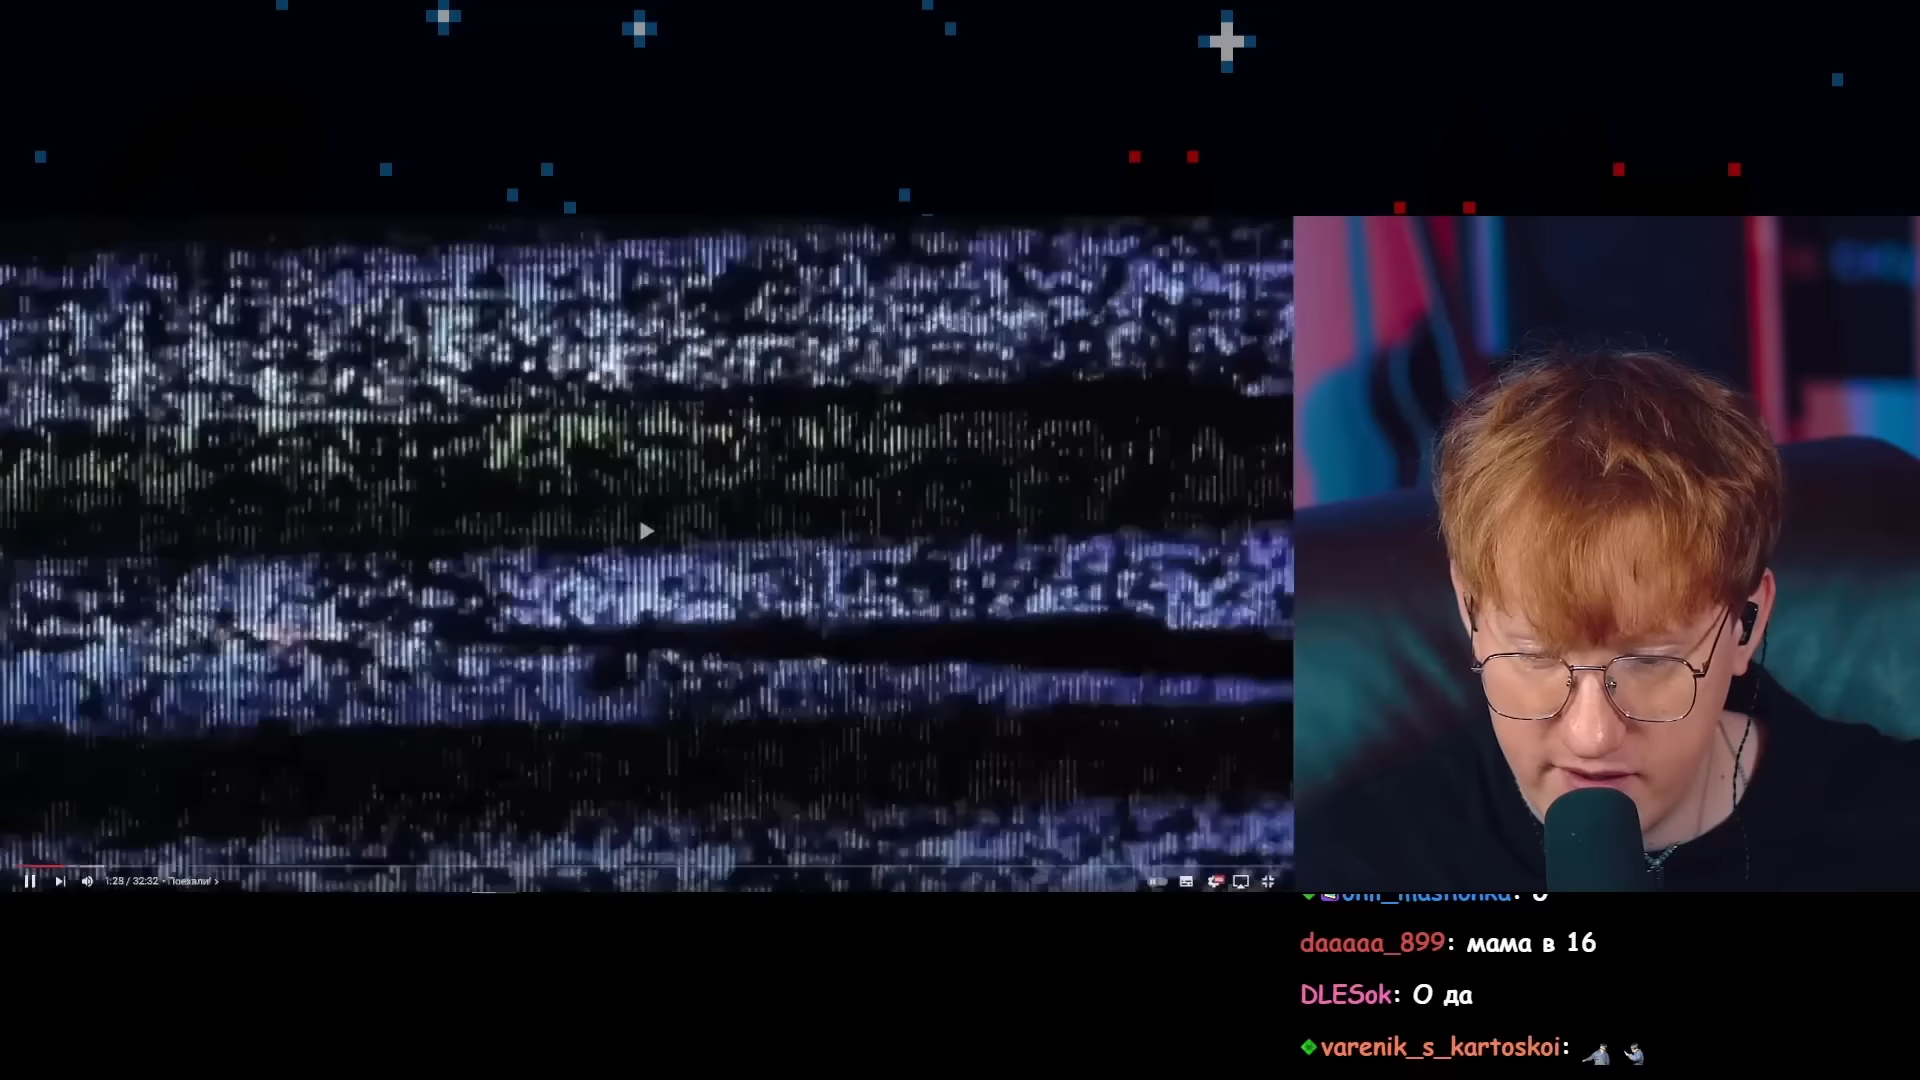 1:28 / 32:32 • Поехали! >
daaaaa_899: мама в 16
DLESok: О да
varenik_s_kartoskoi: